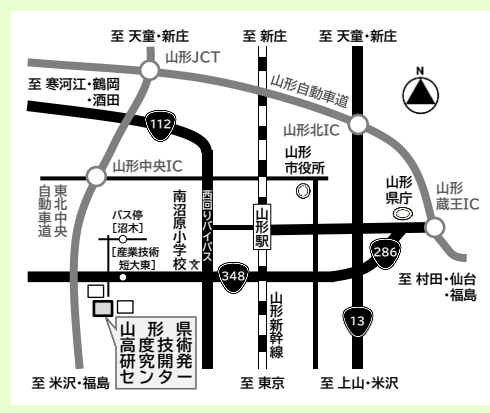 至 天童・新庄
至 新庄
至 天童・新庄
山形JCT
至 寒河江・鶴岡
・酒田
山形自動車道
N
112
山形北IC
山形
市役所
山形中央IC
東北中央
自動車道
南沼原小学校
西回りバイパス
山形
県庁
山形
蔵王IC
バス停
[沼木]
[産業技術
短大東]
山形駅
348
286
至 村田・仙台
・福島
山形新幹線
13
山形県
高度技術
研究開発
センター
至 米沢・福島
至 東京
至 上山・米沢